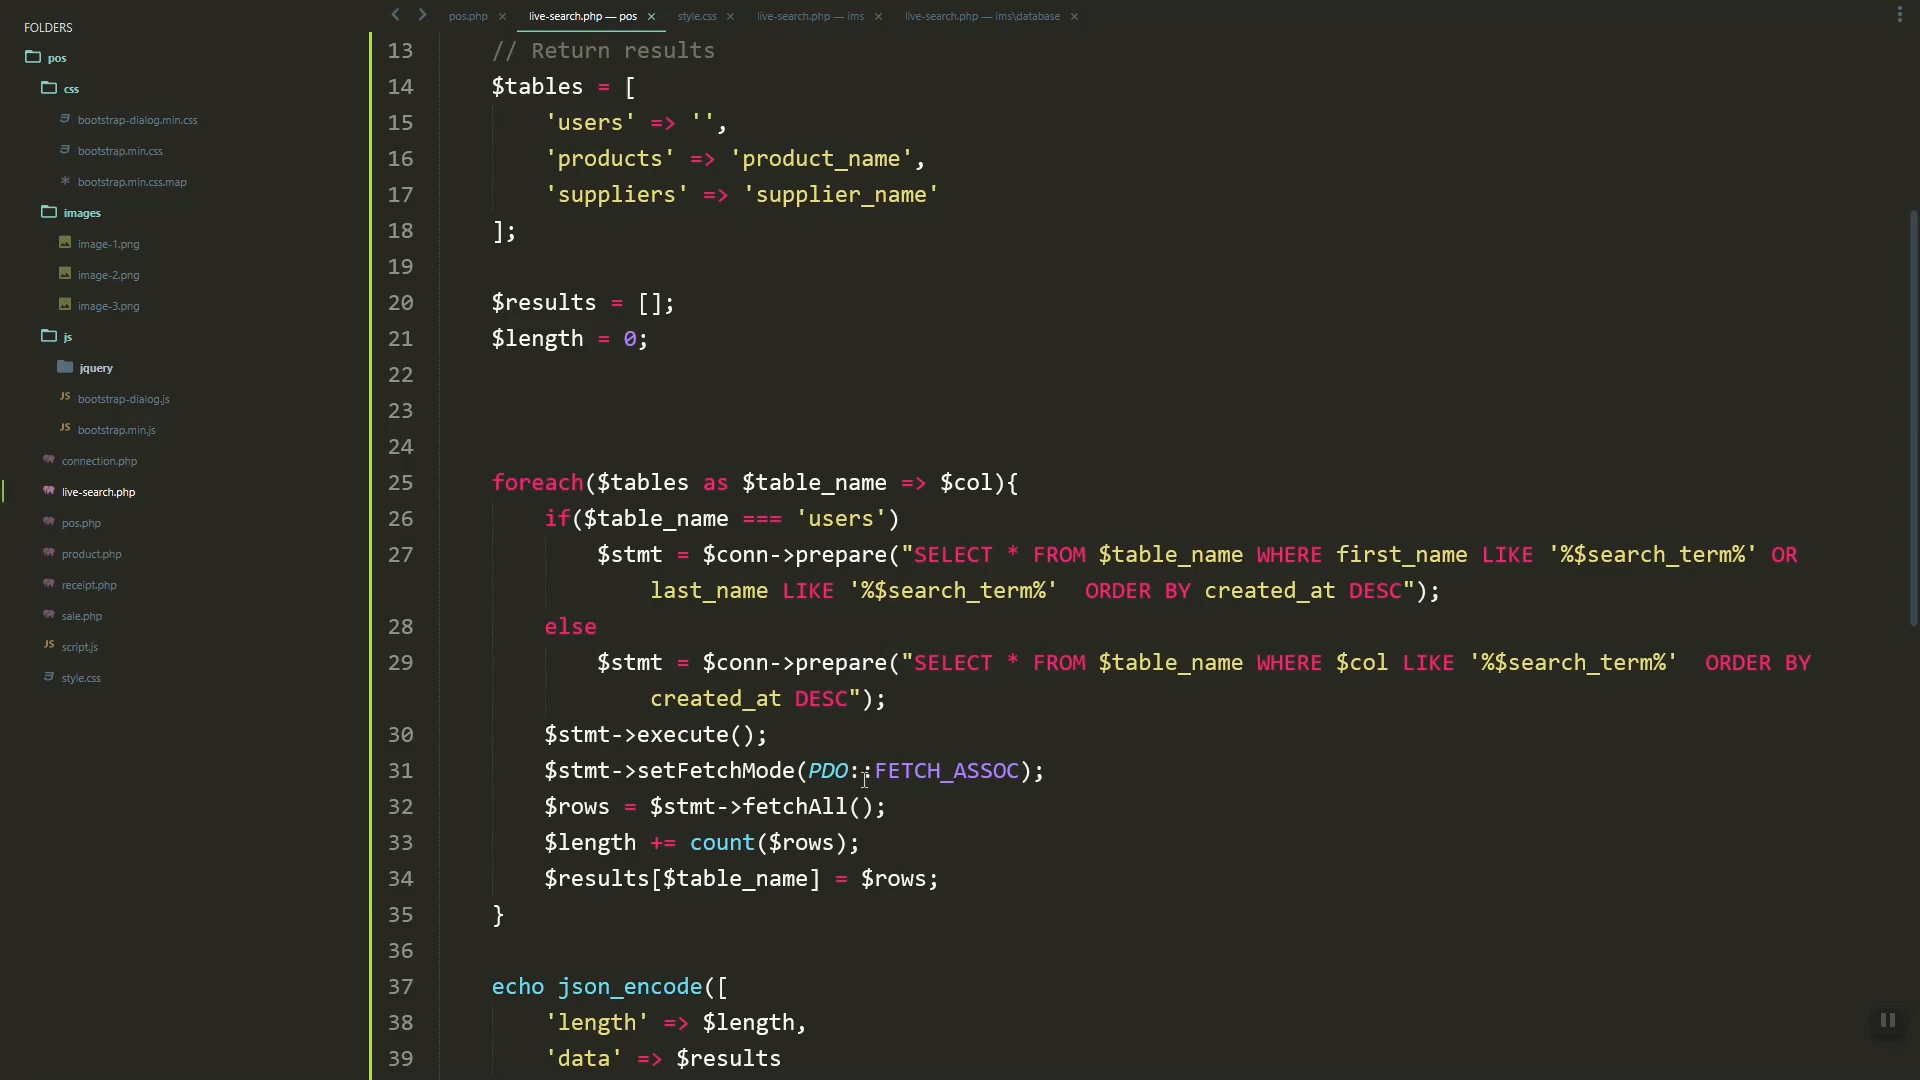 FOLDERS
pos
css
bootstrap-dialog.min.css
bootstrap.min.css
bootstrap.min.css.map
images
image-1.png
image-2.png
image-3.png
js
jquery
JS bootstrap-dialog.js
JS bootstrap.min.js
connection.php
live-search.php
pos.php
product.php
receipt.php
sale.php
JS script.js
style.css
pos.php × live-search.php — pos × style.css × live-search.php — ims × live-search.php — ims\database ×
13 // Return results
14 $tables = [
15 'users' => '',
16 'products' => 'product_name',
17 'suppliers' => 'supplier_name'
18 ];
19
20 $results = [];
21 $length = 0;
22
23
24
25 foreach($tables as $table_name => $col){
26 if($table_name === 'users')
27 $stmt = $conn->prepare("SELECT * FROM $table_name WHERE first_name LIKE '%$search_term%' OR
last_name LIKE '%$search_term%'  ORDER BY created_at DESC");
28 else
29 $stmt = $conn->prepare("SELECT * FROM $table_name WHERE $col LIKE '%$search_term%'  ORDER BY
created_at DESC");
30 $stmt->execute();
31 $stmt->setFetchMode(PDO::FETCH_ASSOC);
32 $rows = $stmt->fetchAll();
33 $length += count($rows);
34 $results[$table_name] = $rows;
35 }
36
37 echo json_encode([
38 'length' => $length,
39 'data' => $results